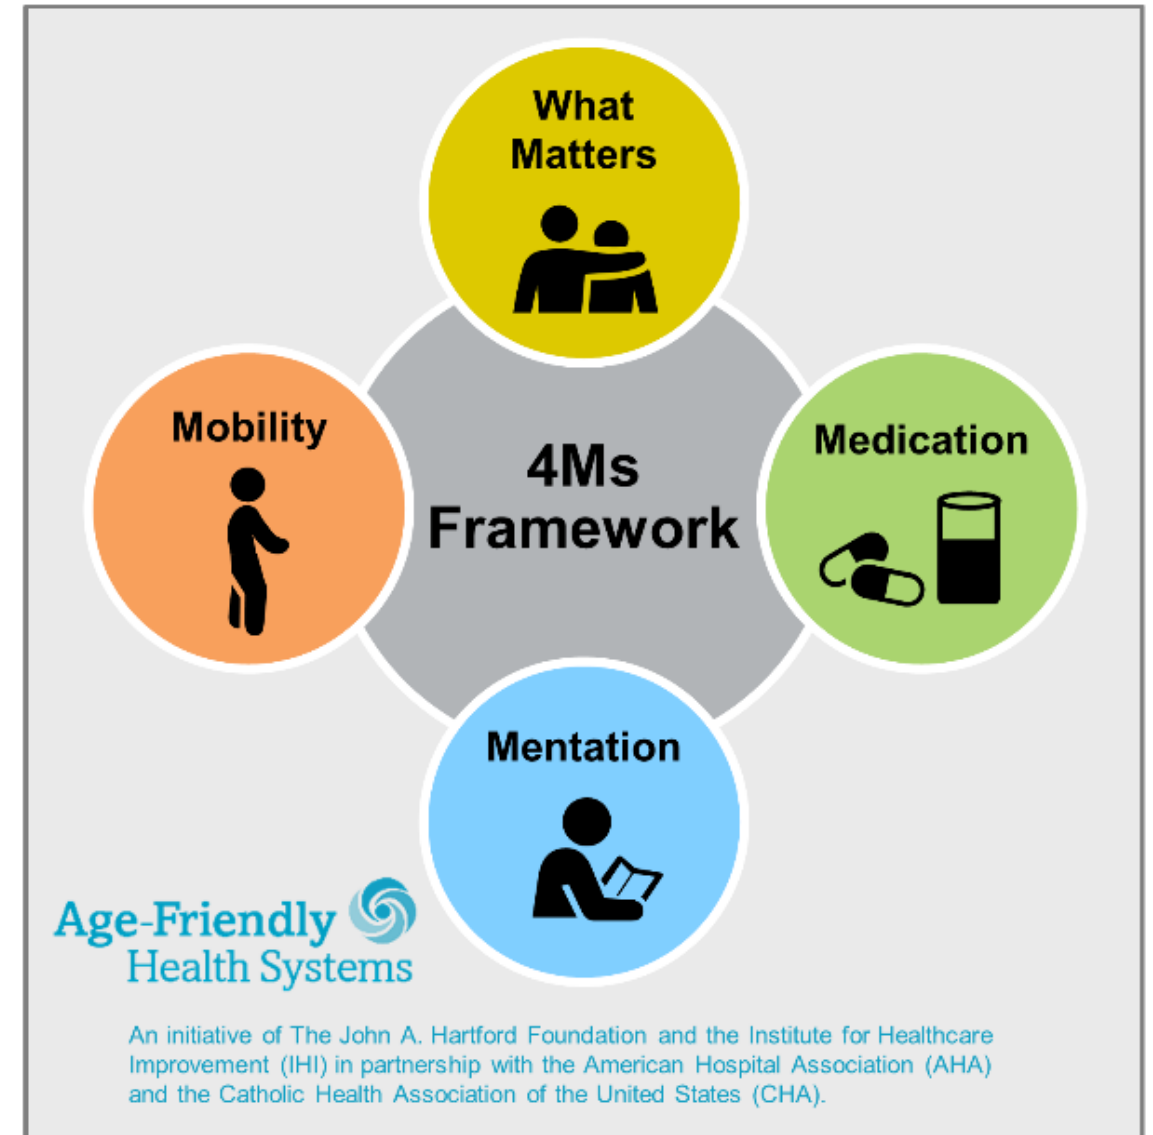 What
Matters
Mobility
4Ms
Framework
Medication
Mentation
Age-Friendly
Health Systems
An initiative of The John A. Hartford Foundation and the Institute for Healthcare
Improvement (IHI) in partnership with the American Hospital Association (AHA)
and the Catholic Health Association of the United States (CHA).